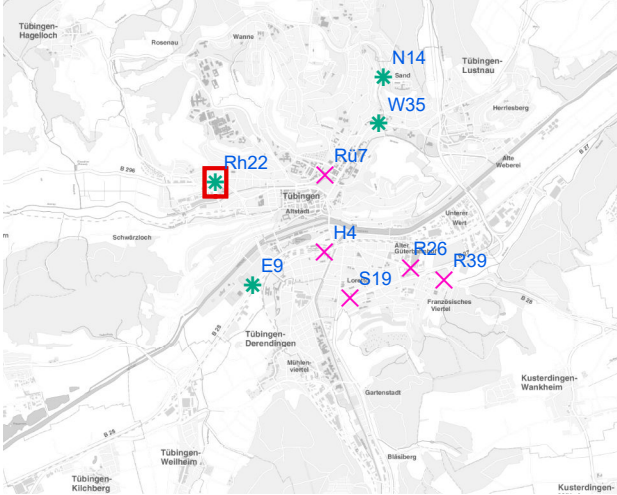 Tübingen-
Hagelloch
Rosenau
Wanne
N14
Sand
Tübingen-
Lustnau
W35
Herrlesberg
B 27
Alte
Weberei
B 296
Rh22
Rü7
Tübingen
Altstadt
Unterer
Wert
Schwärzloch
H4
Alter
R26
R39
E9
S19
B 28
Französisches
Viertel
B 28
Tübingen-
Derendingen
Mühlen-
viertel
Gartenstadt
Kusterdingen-
Wankheim
B 28
Tübingen-
Weilheim
Bläsiberg
Tübingen-
Kilchberg
Kusterdingen-